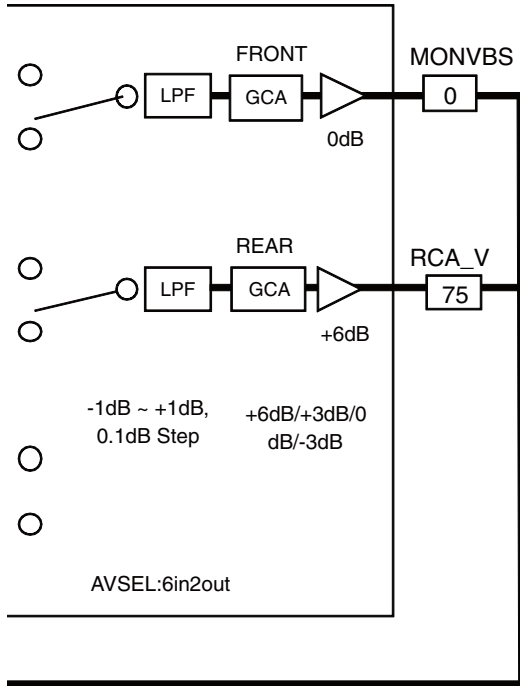 FRONT
MONVBS
LPF
GCA
0
0dB
REAR
RCA_V
LPF
GCA
75
+6dB
-1dB ~ +1dB,
0.1dB Step
+6dB/+3dB/0
dB/-3dB
AVSEL:6in2out